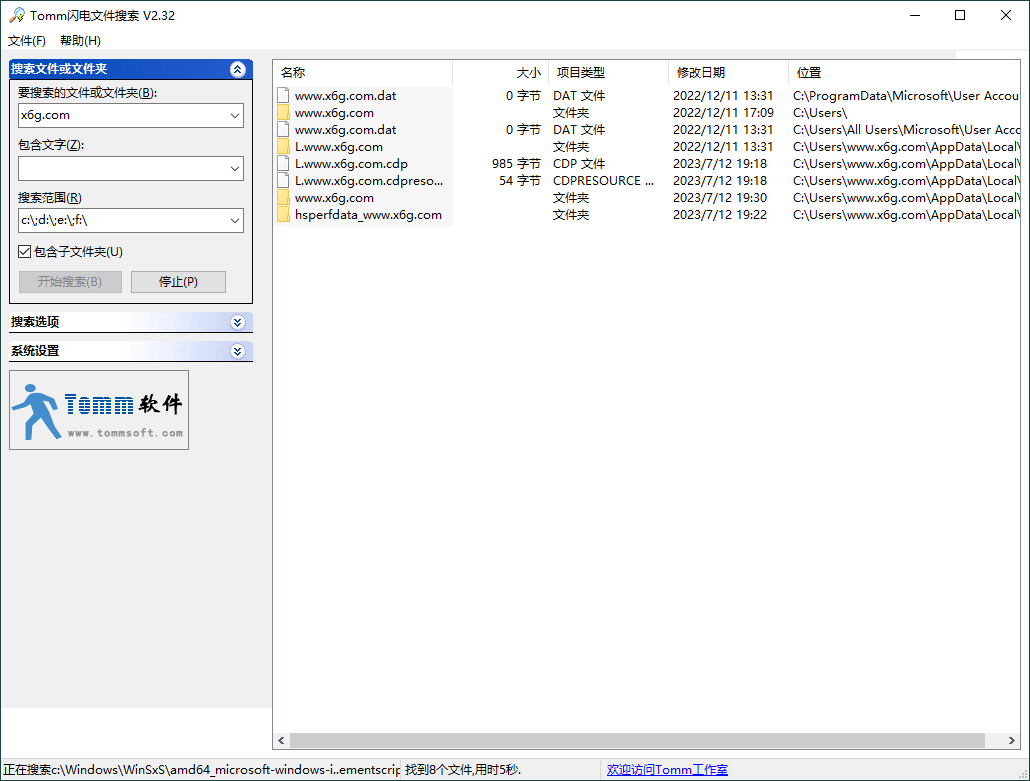 Tomm闪电文件搜索 V2.32
文件(F) 帮助(H)
搜索文件或文件夹
要搜索的文件或文件夹(B):
x6g.com
包含文字(Z):
搜索范围(R)
c:\;d:\;e:\;f:\
包含子文件夹(U)
开始搜索(B) 停止(P)
搜索选项
系统设置
Tomm 软件
www.tommsoft.com
名称 大小 项目类型 修改日期 位置
www.x6g.com.dat 0 字节 DAT 文件 2022/12/11 13:31 C:\ProgramData\Microsoft\User Accou
www.x6g.com 文件夹 2022/12/11 17:09 C:\Users\
www.x6g.com.dat 0 字节 DAT 文件 2022/12/11 13:31 C:\Users\All Users\Microsoft\User Acco
L.www.x6g.com 文件夹 2022/12/11 13:31 C:\Users\www.x6g.com\AppData\Local\
L.www.x6g.com.cdp 985 字节 CDP 文件 2023/7/12 19:18 C:\Users\www.x6g.com\AppData\Local\
L.www.x6g.com.cdpreso... 54 字节 CDPRESOURCE ... 2023/7/12 19:18 C:\Users\www.x6g.com\AppData\Local\
www.x6g.com 文件夹 2023/7/12 19:30 C:\Users\www.x6g.com\AppData\Local\
hsperfdata_www.x6g.com 文件夹 2023/7/12 19:22 C:\Users\www.x6g.com\AppData\Local\
正在搜索c:\Windows\WinSxS\amd64_microsoft-windows-i..ementscrip 找到8个文件,用时5秒. 欢迎访问Tomm工作室